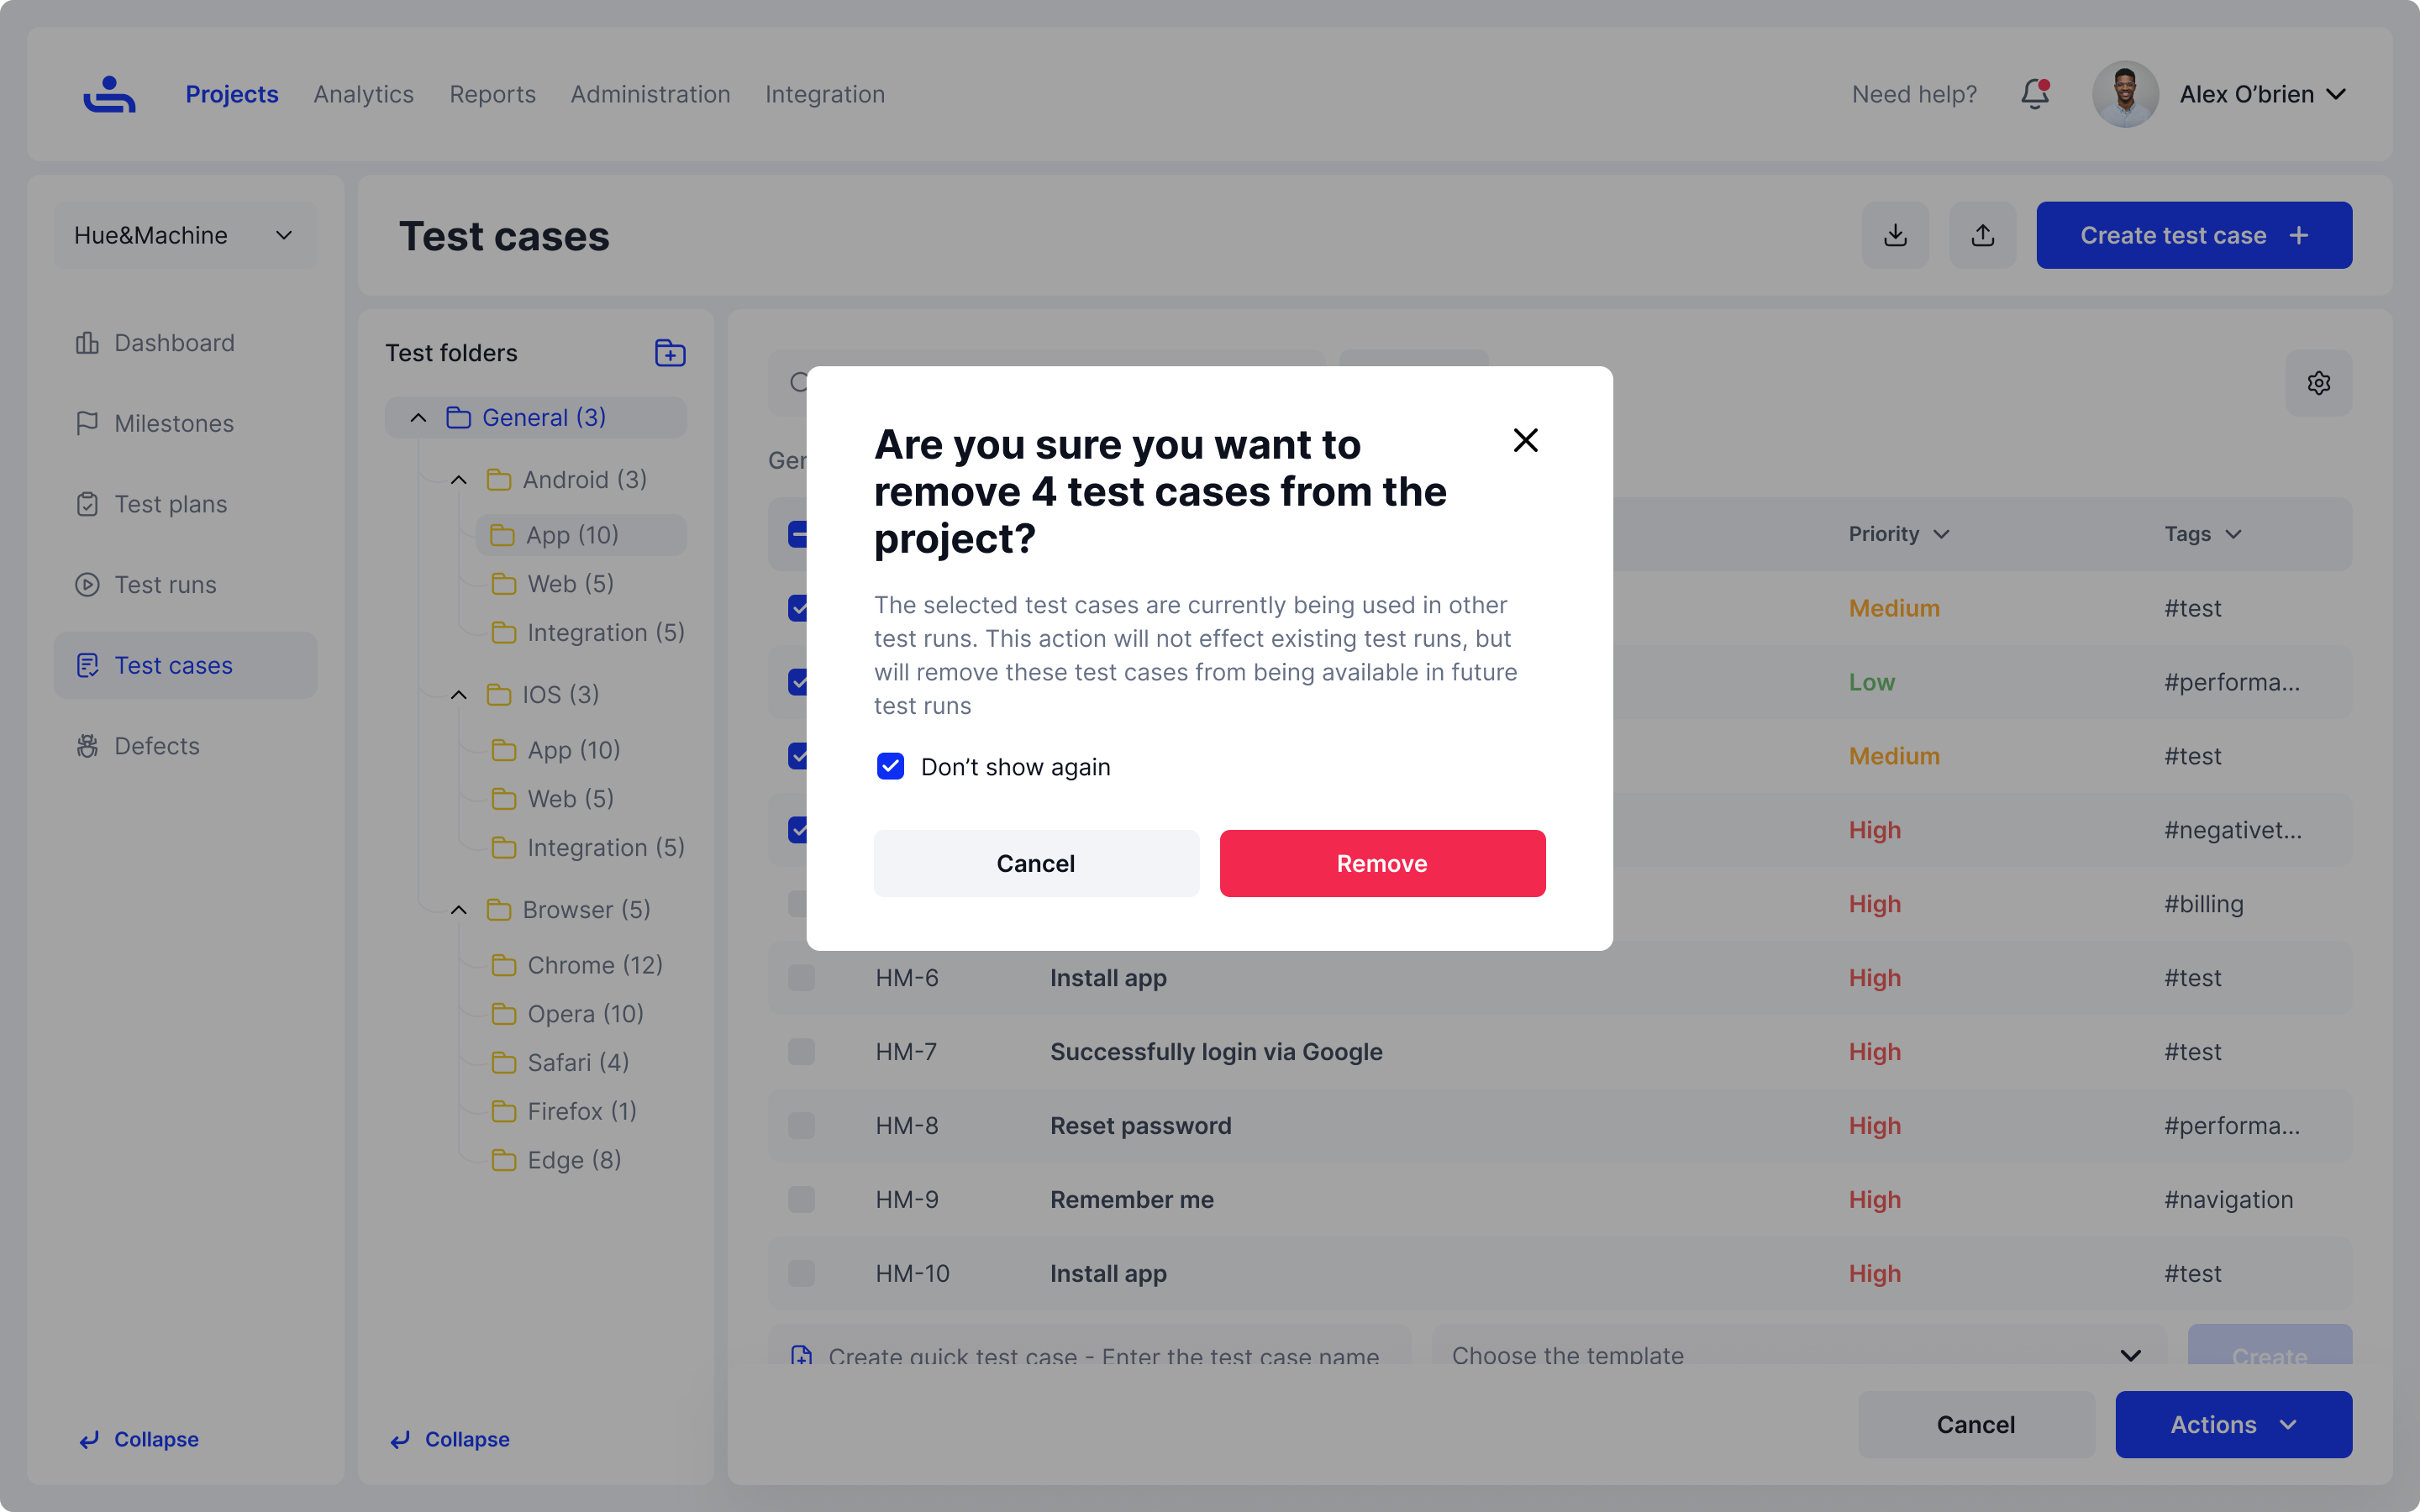 Projects Analytics Reports Administration Integration Need help? Alex O’brien
Hue&Machine
Test cases
Create test case
Dashboard
Milestones
Test plans
Test runs
Test cases
Defects
Collapse
Test folders
General (3)
Android (3)
App (10)
Web (5)
Integration (5)
IOS (3)
App (10)
Web (5)
Integration (5)
Browser (5)
Chrome (12)
Opera (10)
Safari (4)
Firefox (1)
Edge (8)
Collapse
Are you sure you want to
remove 4 test cases from the
project?
The selected test cases are currently being used in other
test runs. This action will not effect existing test runs, but
will remove these test cases from being available in future
test runs
Don’t show again
Cancel Remove
Priority Tags
Medium #test
Low #performa...
Medium #test
High #negativet...
High #billing
HM-6 Install app High #test
HM-7 Successfully login via Google High #test
HM-8 Reset password High #performa...
HM-9 Remember me High #navigation
HM-10 Install app High #test
Create quick test case - Enter the test case name Choose the template Create
Cancel Actions